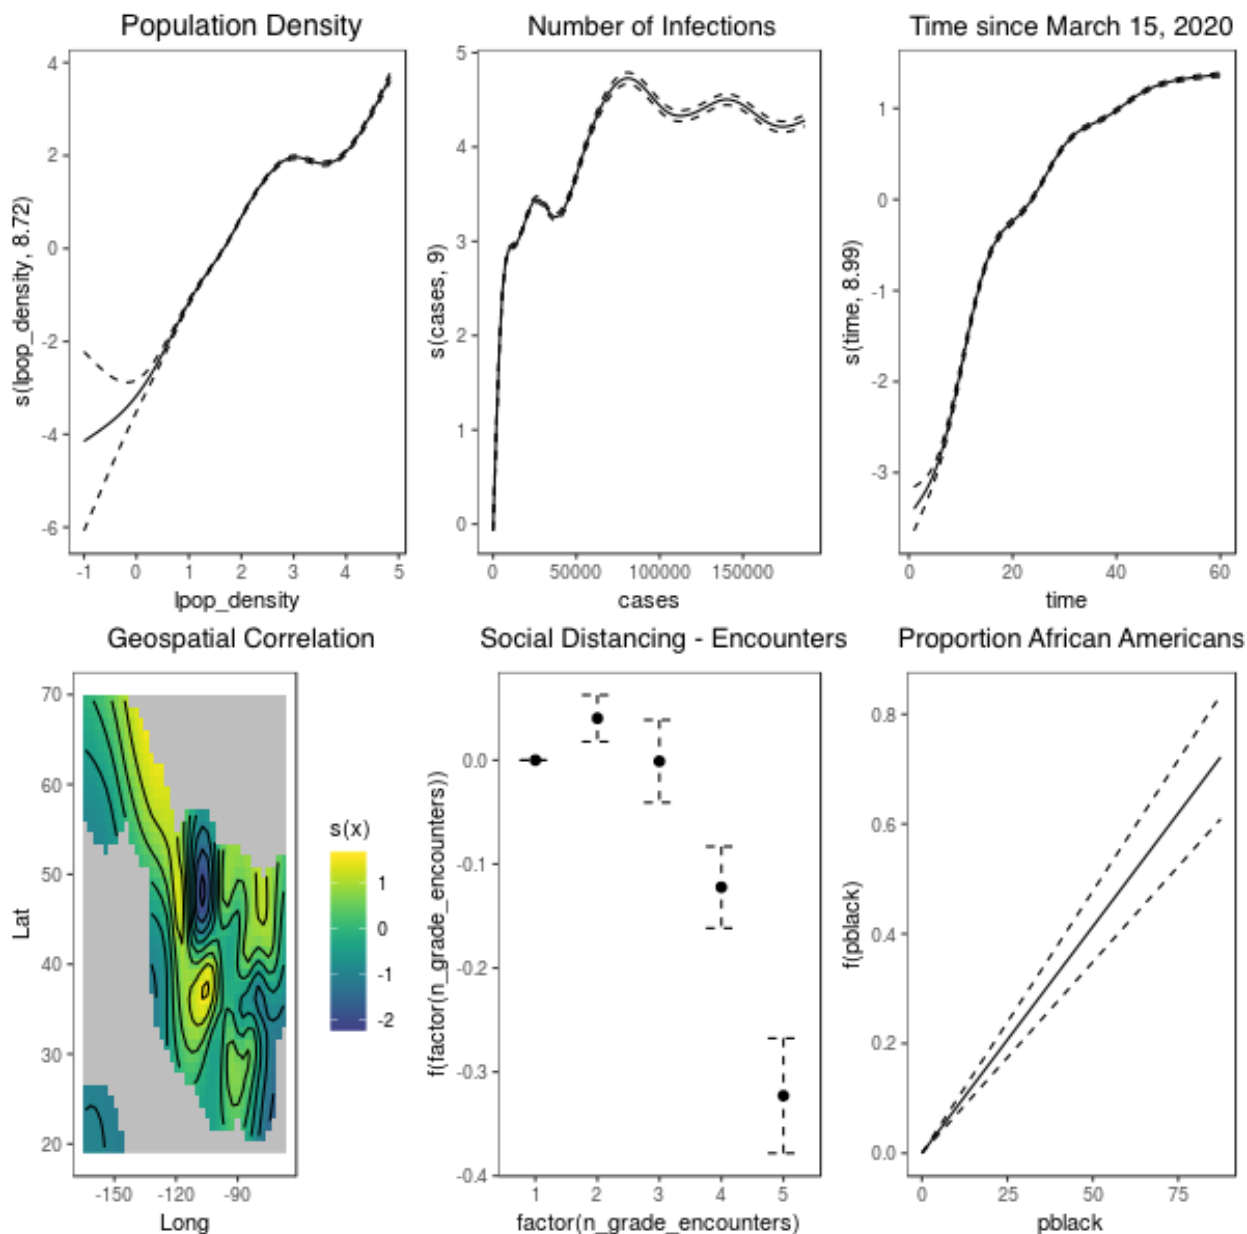 Population Density
4
2
0
-2
-4
-6
s(lpop_density, 8.72)
-1 0 1 2 3 4 5
lpop_density
Number of Infections
5
4
3
2
1
0
s(cases, 9)
0 50000 100000 150000
cases
Time since March 15, 2020
1
0
-1
-2
-3
s(time, 8.99)
0 20 40 60
time
Geospatial Correlation
70
60
50
40
30
20
Lat
-150 -120 -90
Long
s(x)
1
0
-1
-2
Social Distancing - Encounters
0.0
-0.1
-0.2
-0.3
-0.4
f(factor(n_grade_encounters))
1 2 3 4 5
factor(n_grade_encounters)
Proportion African Americans
0.8
0.6
0.4
0.2
0.0
f(pblack)
0 25 50 75
pblack